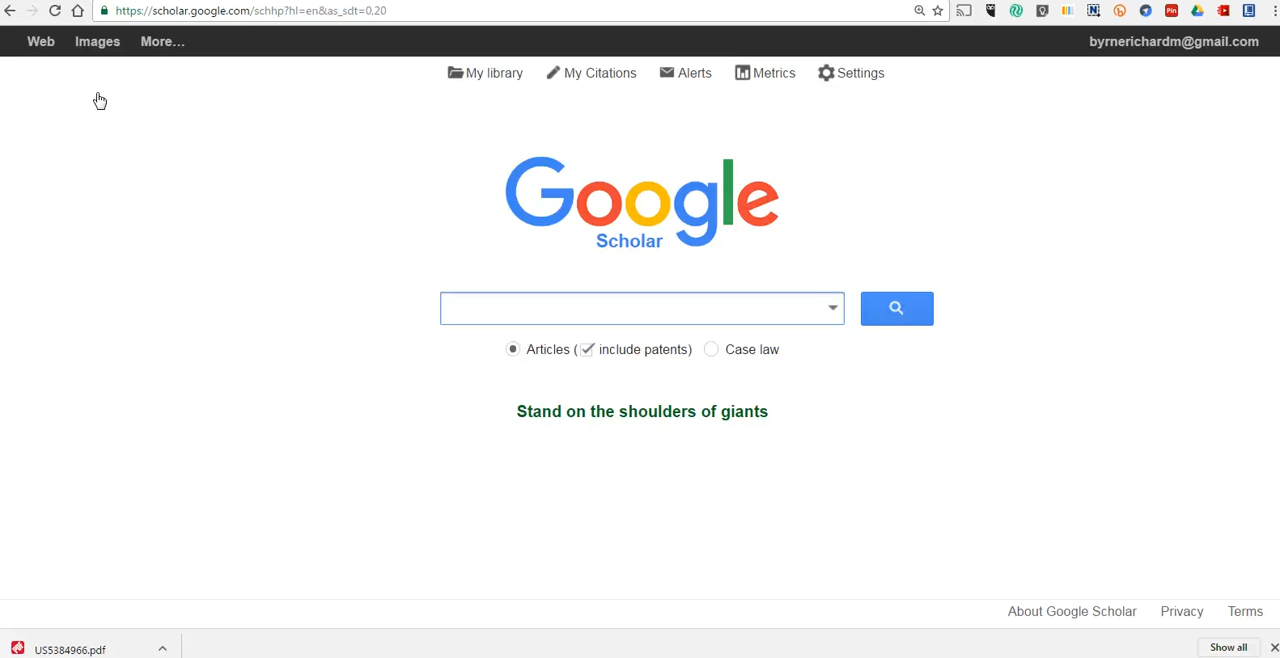 https://scholar.google.com/schhp?hl=en&as_sdt=0,20
Web Images More… byrnerichardm@gmail.com
My library My Citations Alerts Metrics Settings
Google
Scholar
Articles ( include patents) Case law
Stand on the shoulders of giants
About Google Scholar Privacy Terms
US5384966.pdf Show all